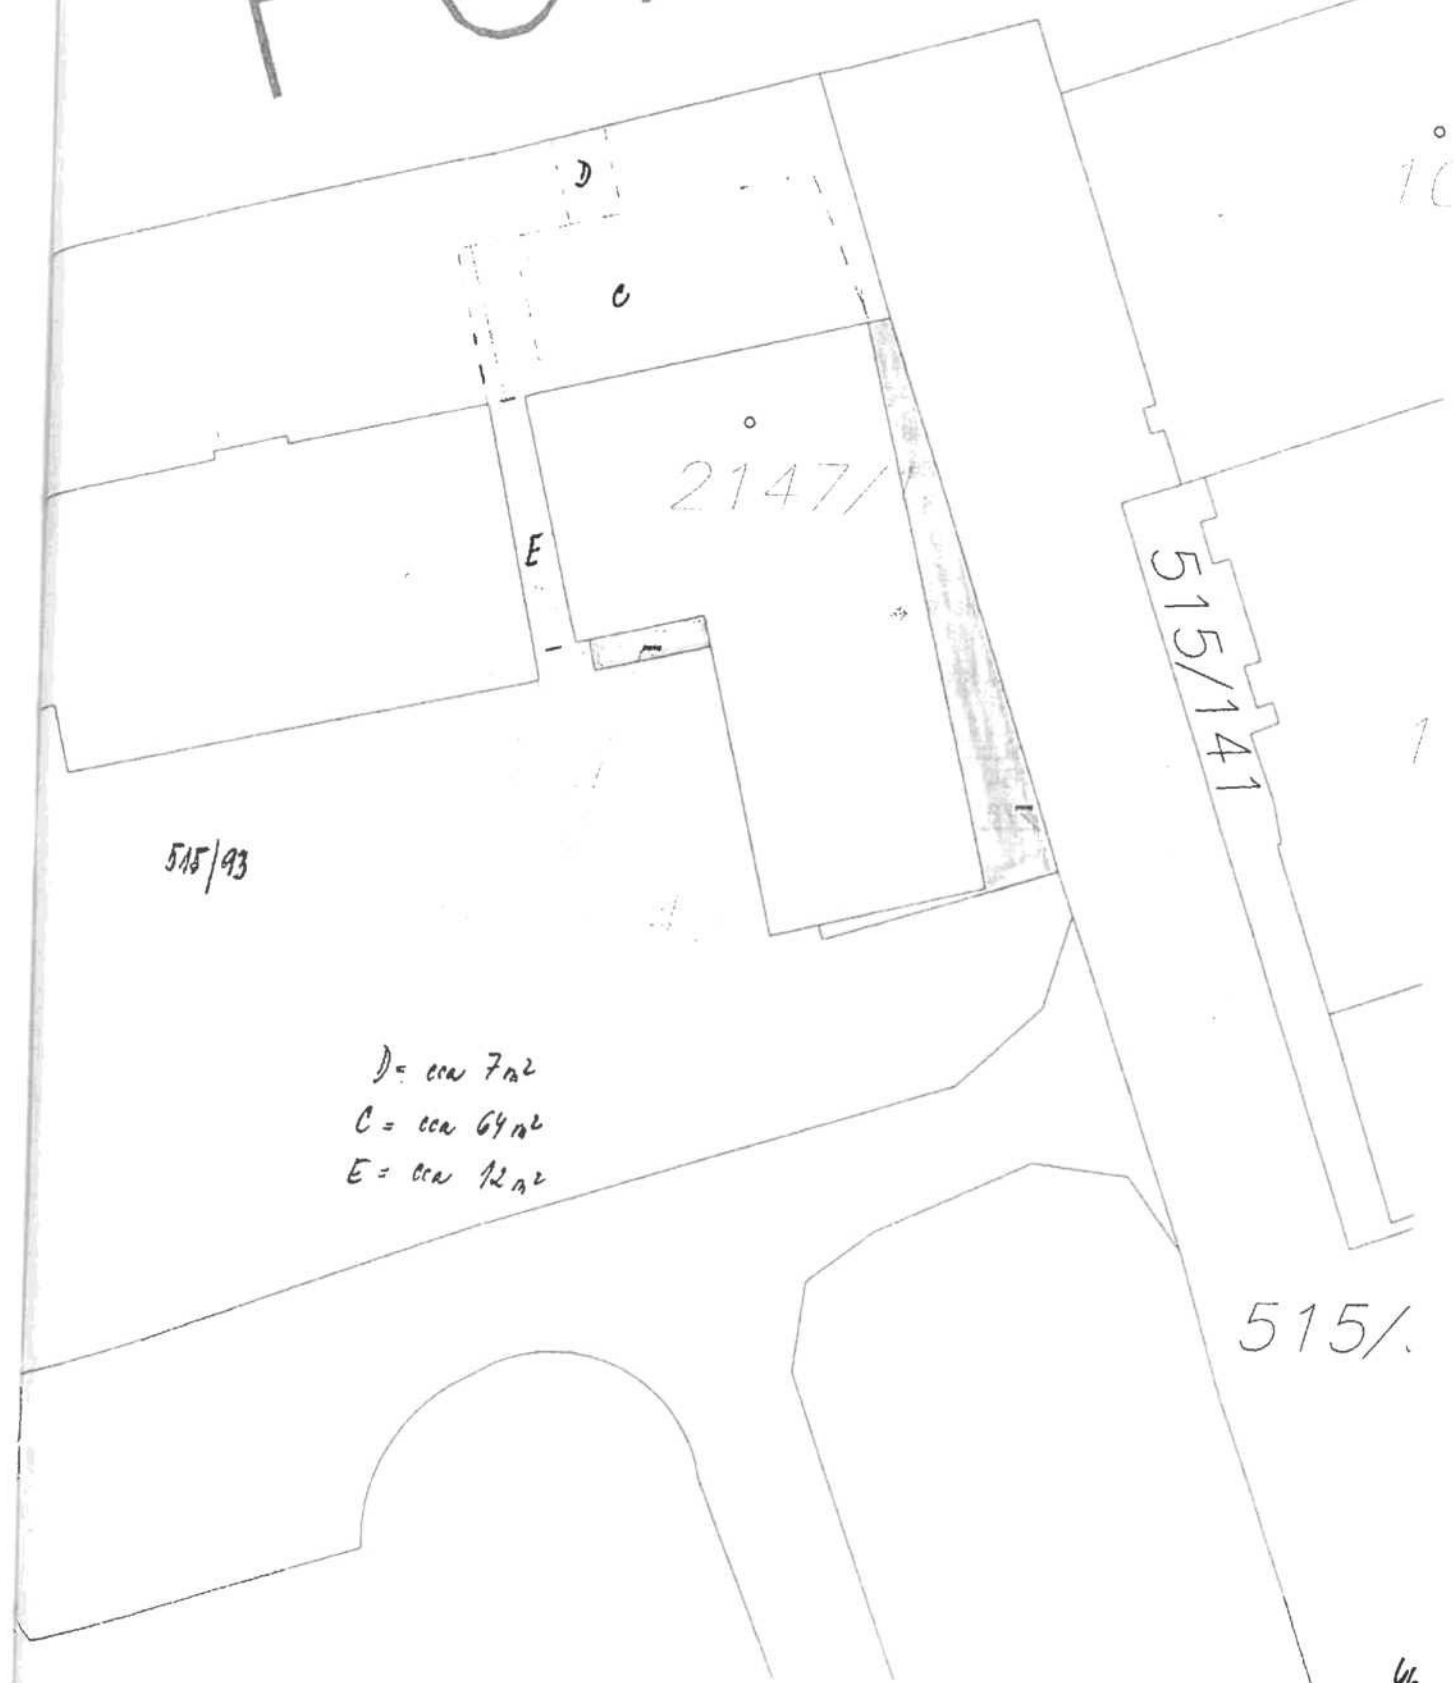 D
C
2147/
E
515/141
515/93
D = cca 7m²
C = cca 64m²
E = cca 12m²
515/.